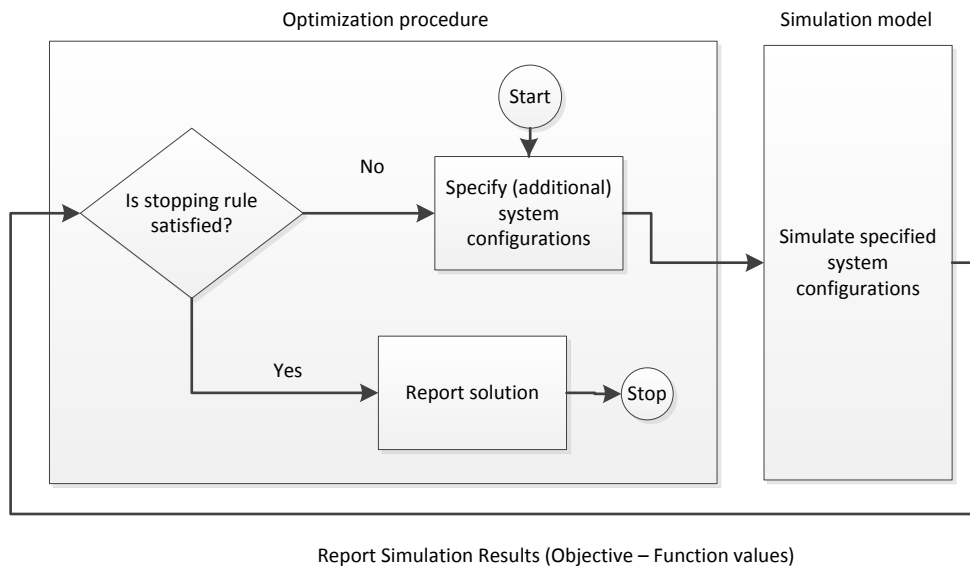 Optimization procedure
Simulation model
Start
No
Is stopping rule
satisfied?
Specify (additional)
system
configurations
Simulate specified
system
configurations
Yes
Report solution
Stop
Report Simulation Results (Objective – Function values)